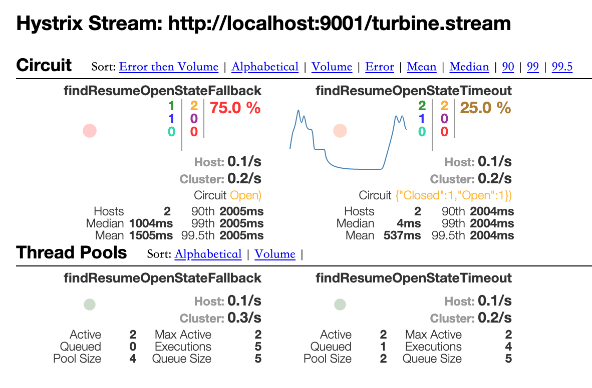 Hystrix Stream: http://localhost:9001/turbine.stream
Circuit Sort: Error then Volume | Alphabetical | Volume | Error | Mean | Median | 90 | 99 | 99.5
findResumeOpenStateFallback
1 2 75.0 %
1 0
0 0
Host: 0.1/s
Cluster: 0.2/s
Circuit Open)
Hosts 2 90th 2005ms
Median 1004ms 99th 2005ms
Mean 1505ms 99.5th 2005ms
findResumeOpenStateTimeout
2 2 25.0 %
1 0
0 0
Host: 0.1/s
Cluster: 0.2/s
Circuit {"Closed":1,"Open":1})
Hosts 2 90th 2004ms
Median 4ms 99th 2004ms
Mean 537ms 99.5th 2004ms
Thread Pools Sort: Alphabetical | Volume |
findResumeOpenStateFallback
Host: 0.1/s
Cluster: 0.3/s
Active 2 Max Active 2
Queued 0 Executions 5
Pool Size 4 Queue Size 5
findResumeOpenStateTimeout
Host: 0.1/s
Cluster: 0.2/s
Active 2 Max Active 2
Queued 1 Executions 4
Pool Size 2 Queue Size 5